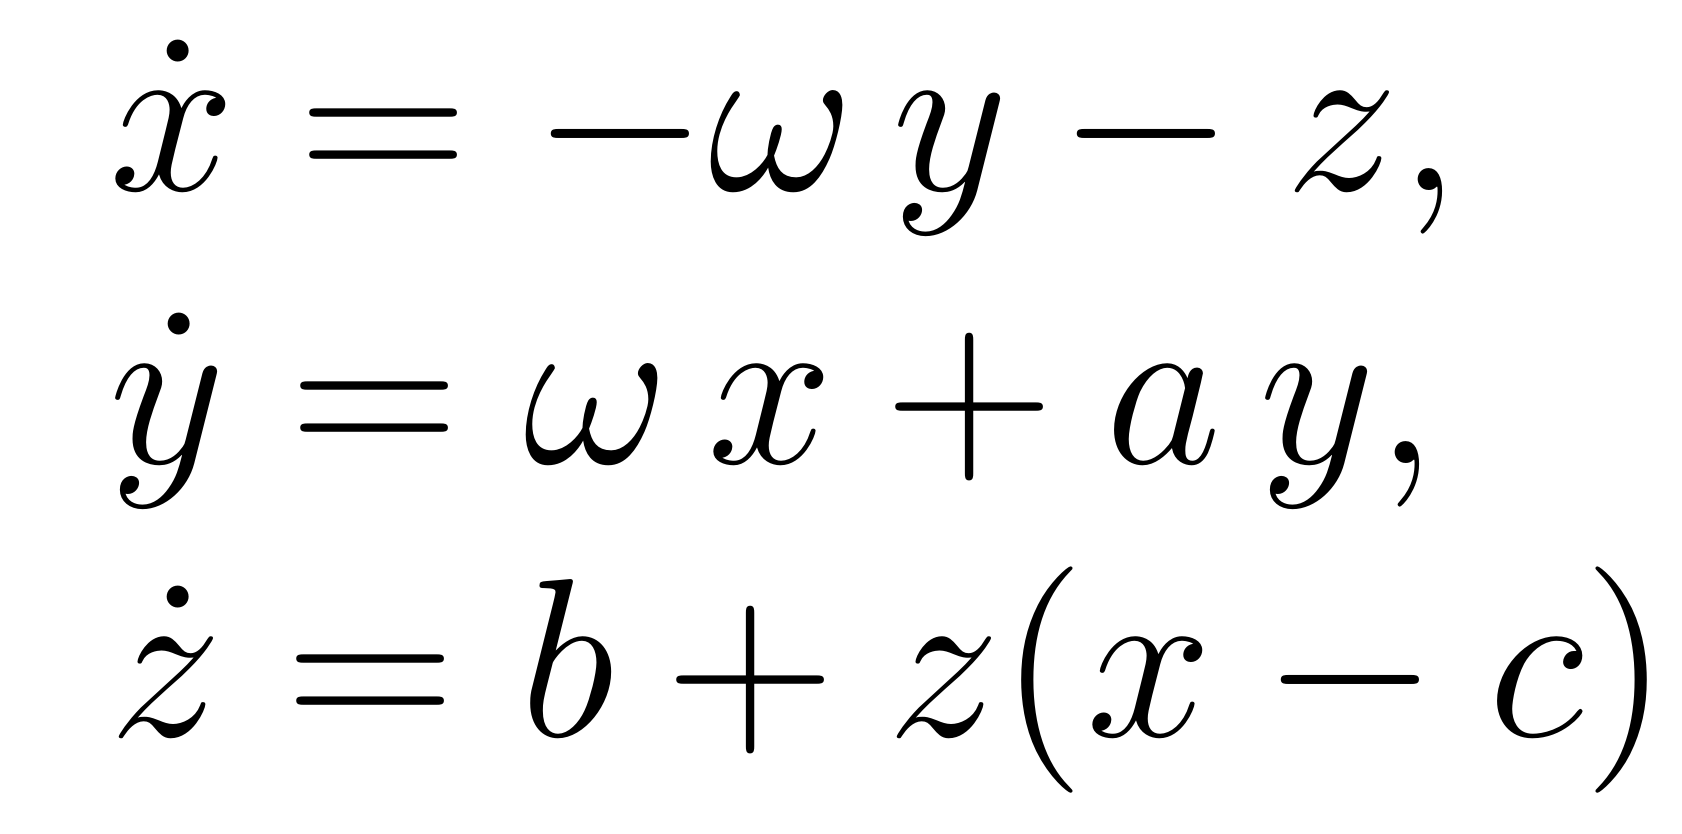 ẋ = −ω y − z,
ẏ = ω x + a y,
ż = b + z(x − c)